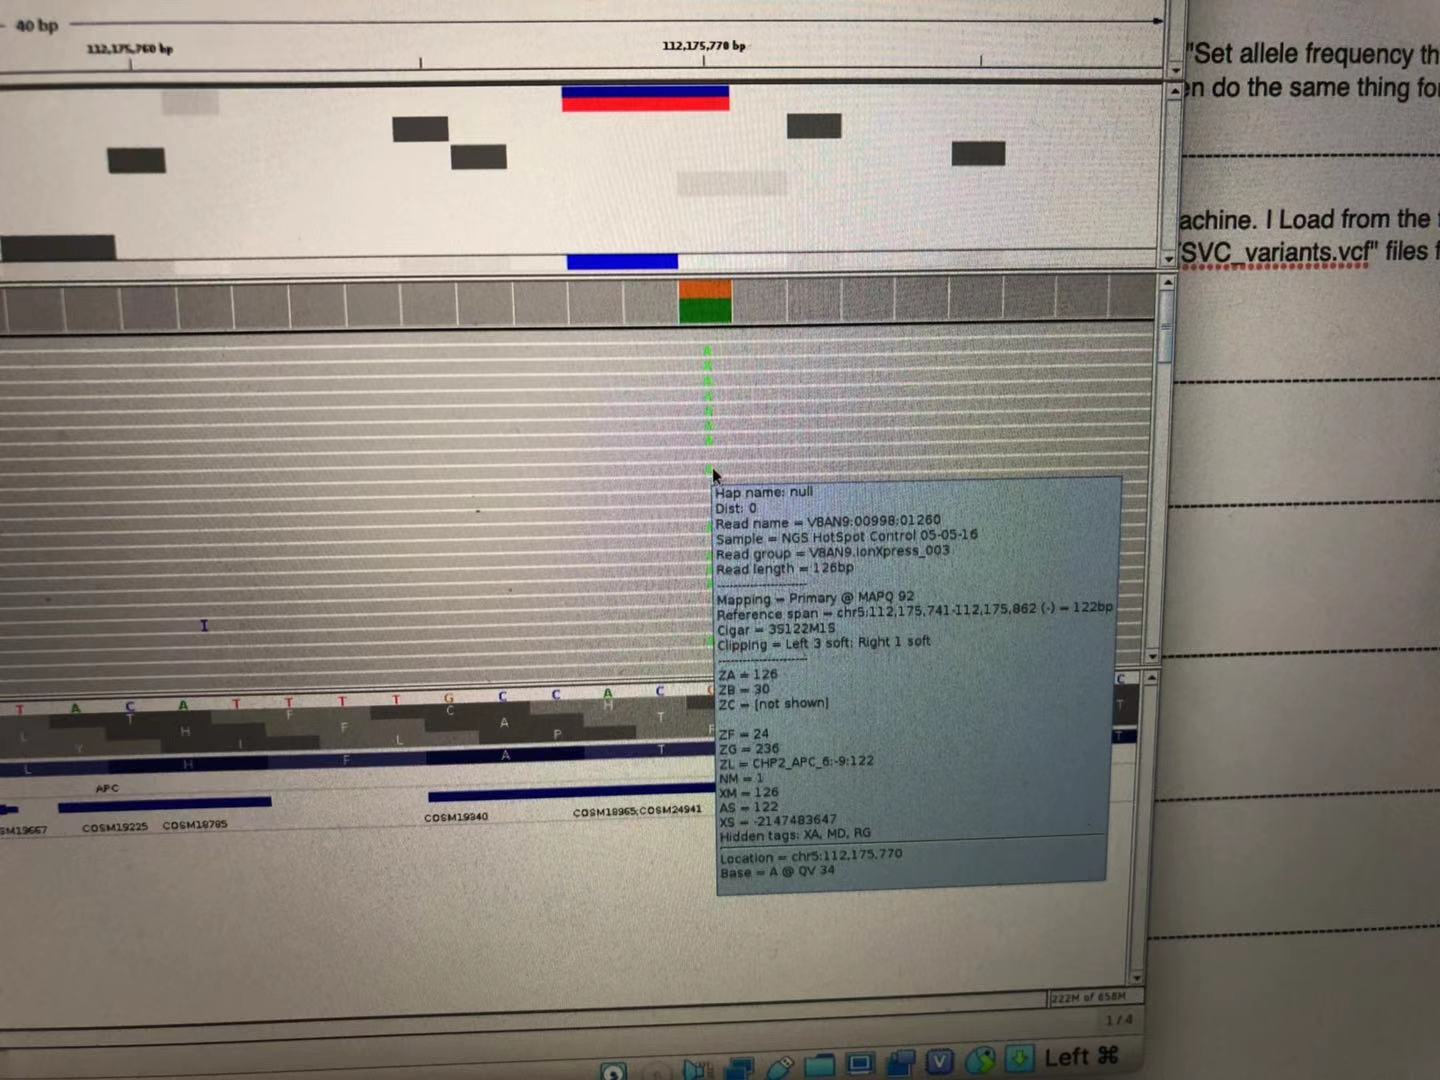 40 bp
112,175,760 bp
112,175,770 bp
"Set allele frequency th
en do the same thing for
achine. I Load from the f
"SVC_variants.vcf" files f
A
A
A
A
A
A
A
I
Hap name: null
Dist: 0
Read name = V8AN9:00998:01260
Sample = NGS HotSpot Control 05-05-16
Read group = V8AN9.IonXpress_003
Read length = 126bp
----------------------
Mapping = Primary @ MAPQ 92
Reference span = chr5:112,175,741-112,175,862 (-) = 122bp
Cigar = 3S122M1S
Clipping = Left 3 soft; Right 1 soft
----------------------
ZA = 126
ZB = 30
ZC = [not shown]
ZF = 24
ZG = 236
ZL = CHP2_APC_6:-9:122
NM = 1
XM = 126
AS = 122
XS = -2147483647
Hidden tags: XA, MD, RG
Location = chr5:112,175,770
Base = A @ QV 34
T A C A T T T T G C C A C C
L T H F C A H T T
Y I F L P
L H F A T T
APC
SM19667 COSM19225 COSM18785 COSM19340 COSM18965;COSM24941
222M of 658M
1/4
V
Left ⌘